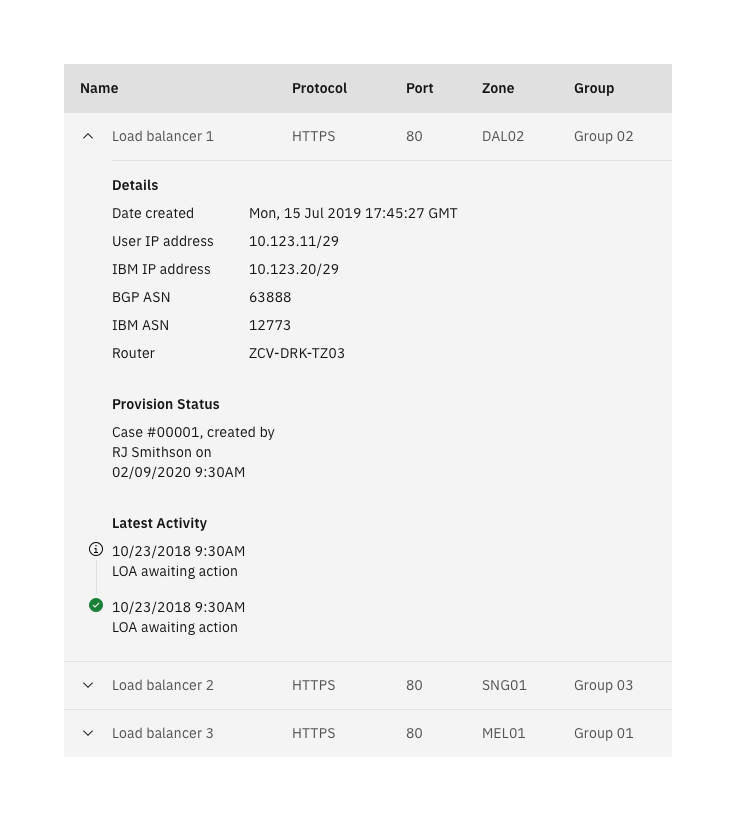 Name Protocol Port Zone Group
Load balancer 1 HTTPS 80 DAL02 Group 02
Details
Date created Mon, 15 Jul 2019 17:45:27 GMT
User IP address 10.123.11/29
IBM IP address 10.123.20/29
BGP ASN 63888
IBM ASN 12773
Router ZCV-DRK-TZ03
Provision Status
Case #00001, created by
RJ Smithson on
02/09/2020 9:30AM
Latest Activity
10/23/2018 9:30AM
LOA awaiting action
10/23/2018 9:30AM
LOA awaiting action
Load balancer 2 HTTPS 80 SNG01 Group 03
Load balancer 3 HTTPS 80 MEL01 Group 01